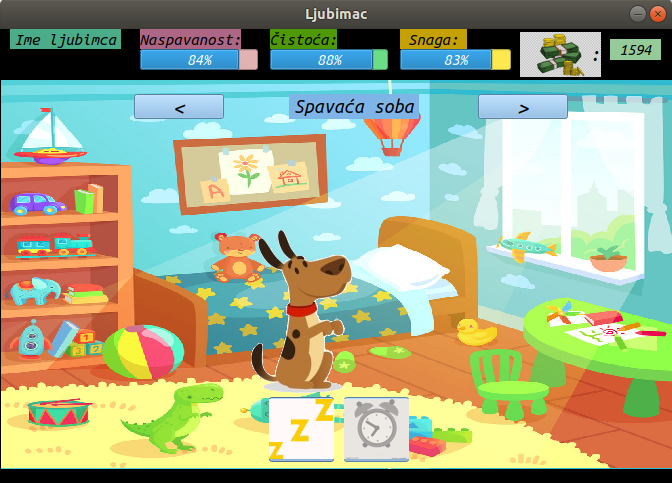 Ljubimac
Ime Ljubimca
Naspavanost:
Čistoća:
Snaga:
:
1594
84%
88%
83%
<
Spavaća soba
>
A
Z
Z
Z